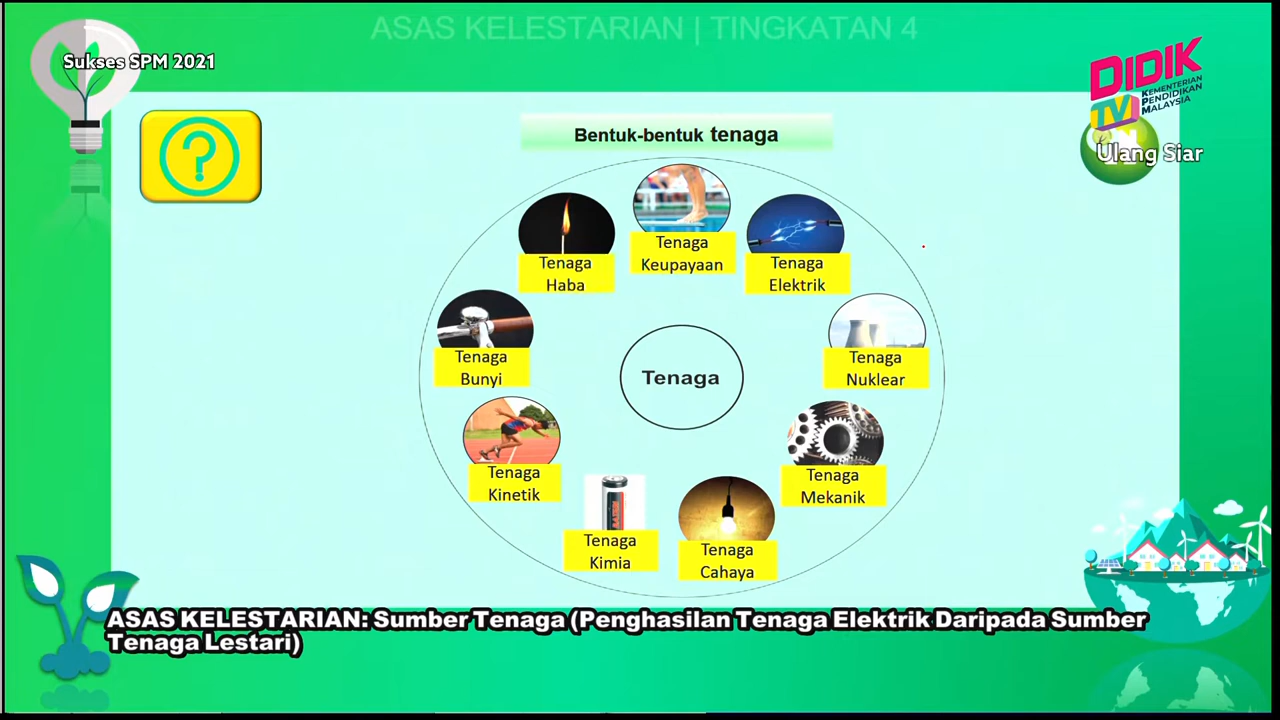 ASAS KELESTARIAN | TINGKATAN 4
Sukses SPM 2021
DIDIK
TV
KEMENTERIAN
PENDIDIKAN
MALAYSIA
Ulang Siar
?
Bentuk-bentuk tenaga
Tenaga
Keupayaan
Tenaga
Haba
Tenaga
Elektrik
Tenaga
Bunyi
Tenaga
Nuklear
Tenaga
Tenaga
Kinetik
Tenaga
Mekanik
Tenaga
Kimia
Tenaga
Cahaya
ASAS KELESTARIAN: Sumber Tenaga (Penghasilan Tenaga Elektrik Daripada Sumber
Tenaga Lestari)